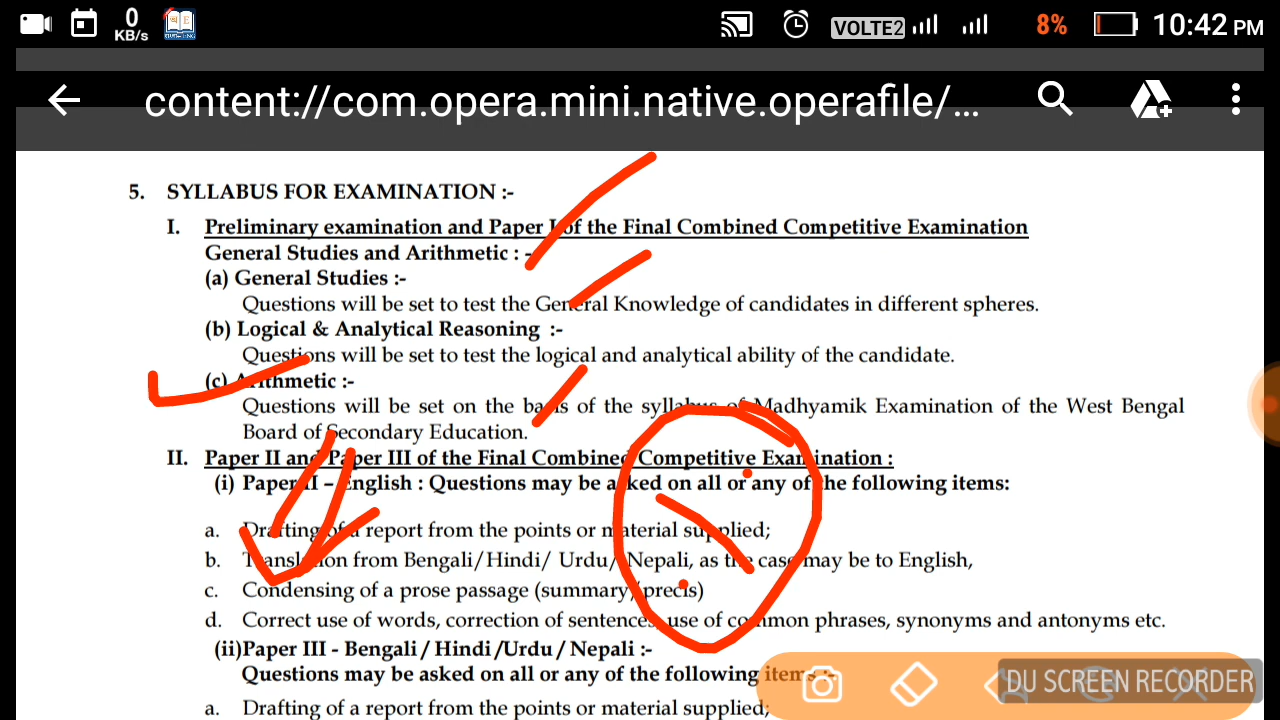 0
KB/s
VOLTE2
8%
10:42 PM
content://com.opera.mini.native.operafile/...
5. SYLLABUS FOR EXAMINATION :-
I. Preliminary examination and Paper I of the Final Combined Competitive Examination
General Studies and Arithmetic : -
(a) General Studies :-
Questions will be set to test the General Knowledge of candidates in different spheres.
(b) Logical & Analytical Reasoning :-
Questions will be set to test the logical and analytical ability of the candidate.
(c) Arithmetic :-
Questions will be set on the basis of the syllabus of Madhyamik Examination of the West Bengal
Board of Secondary Education.
II. Paper II and Paper III of the Final Combined Competitive Examination :
(i) Paper II – English : Questions may be asked on all or any of the following items:
a. Drafting of a report from the points or material supplied;
b. Translation from Bengali/Hindi/ Urdu/ Nepali, as the case may be to English,
c. Condensing of a prose passage (summary/precis)
d. Correct use of words, correction of sentences, use of common phrases, synonyms and antonyms etc.
(ii)Paper III - Bengali / Hindi /Urdu / Nepali :-
Questions may be asked on all or any of the following items :-
DU SCREEN RECORDER
a. Drafting of a report from the points or material supplied;